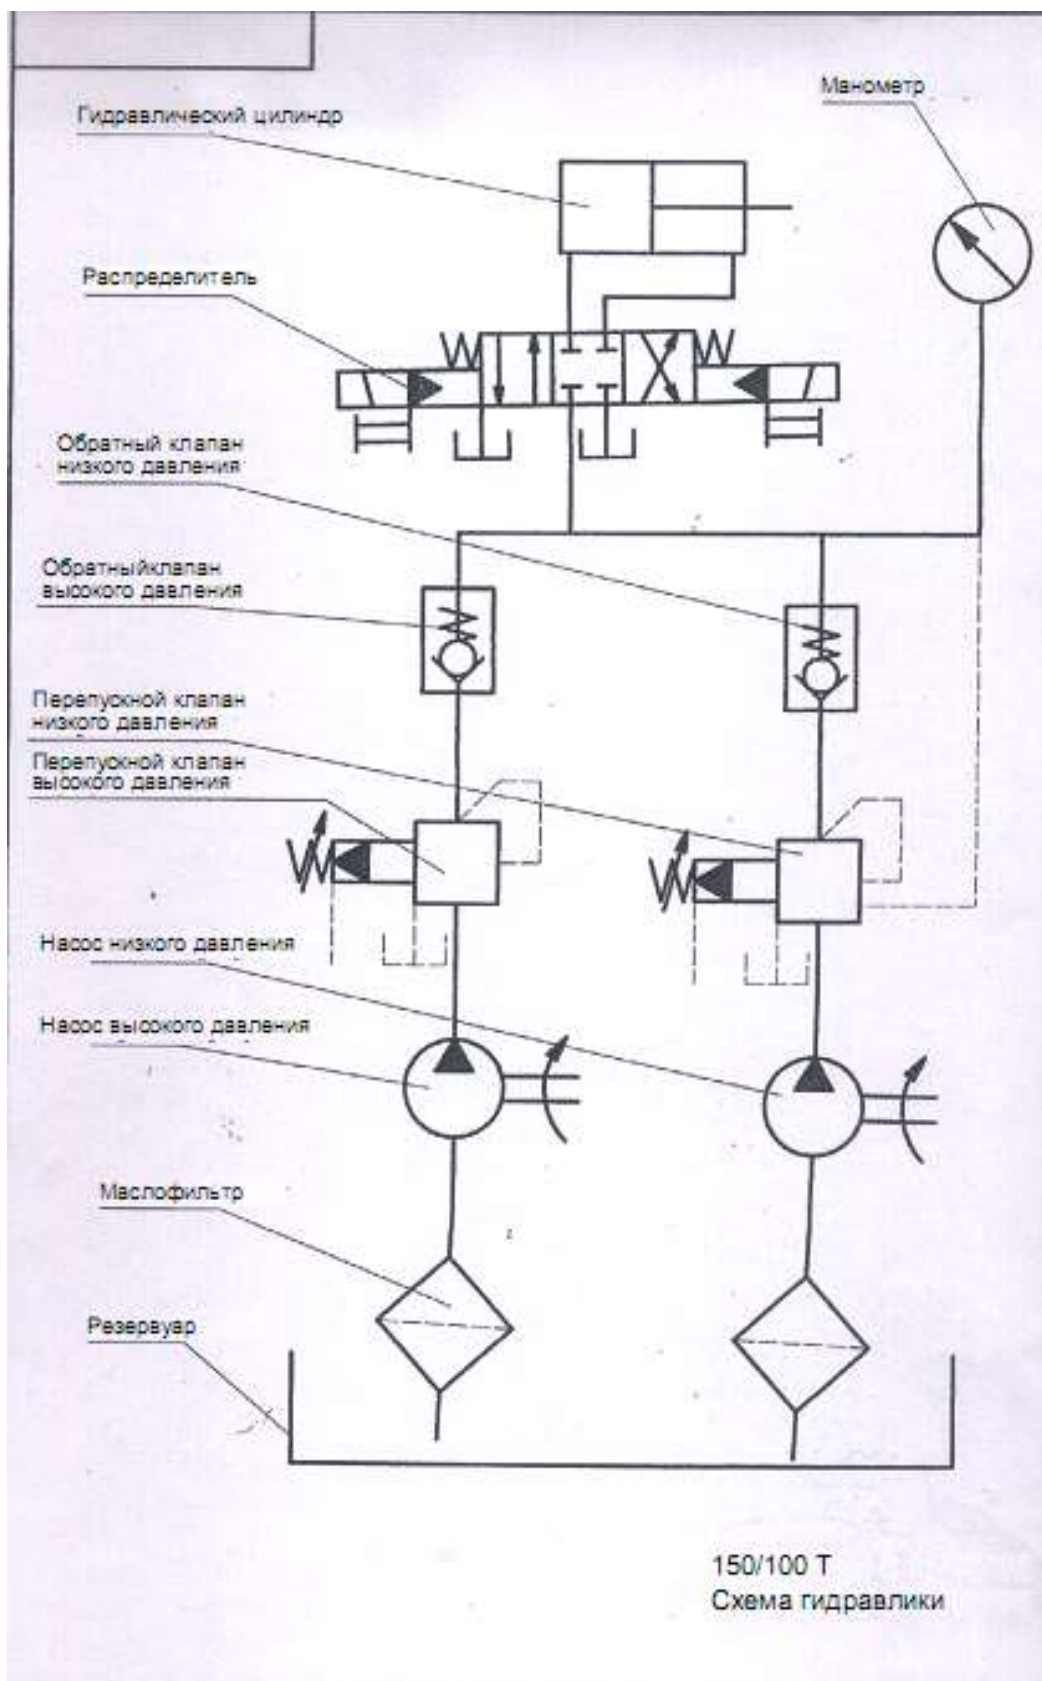 Манометр
Гидравлический цилиндр
Распределитель
Обратный клапан
низкого давления
Обратныйклапан
высокого давления
Перепускной клапан
низкого давления
Перепускной клапан
высокого давления
Насос низкого давления
Насос высокого давления
Маслофильтр
Резервуар
150/100 Т
Схема гидравлики